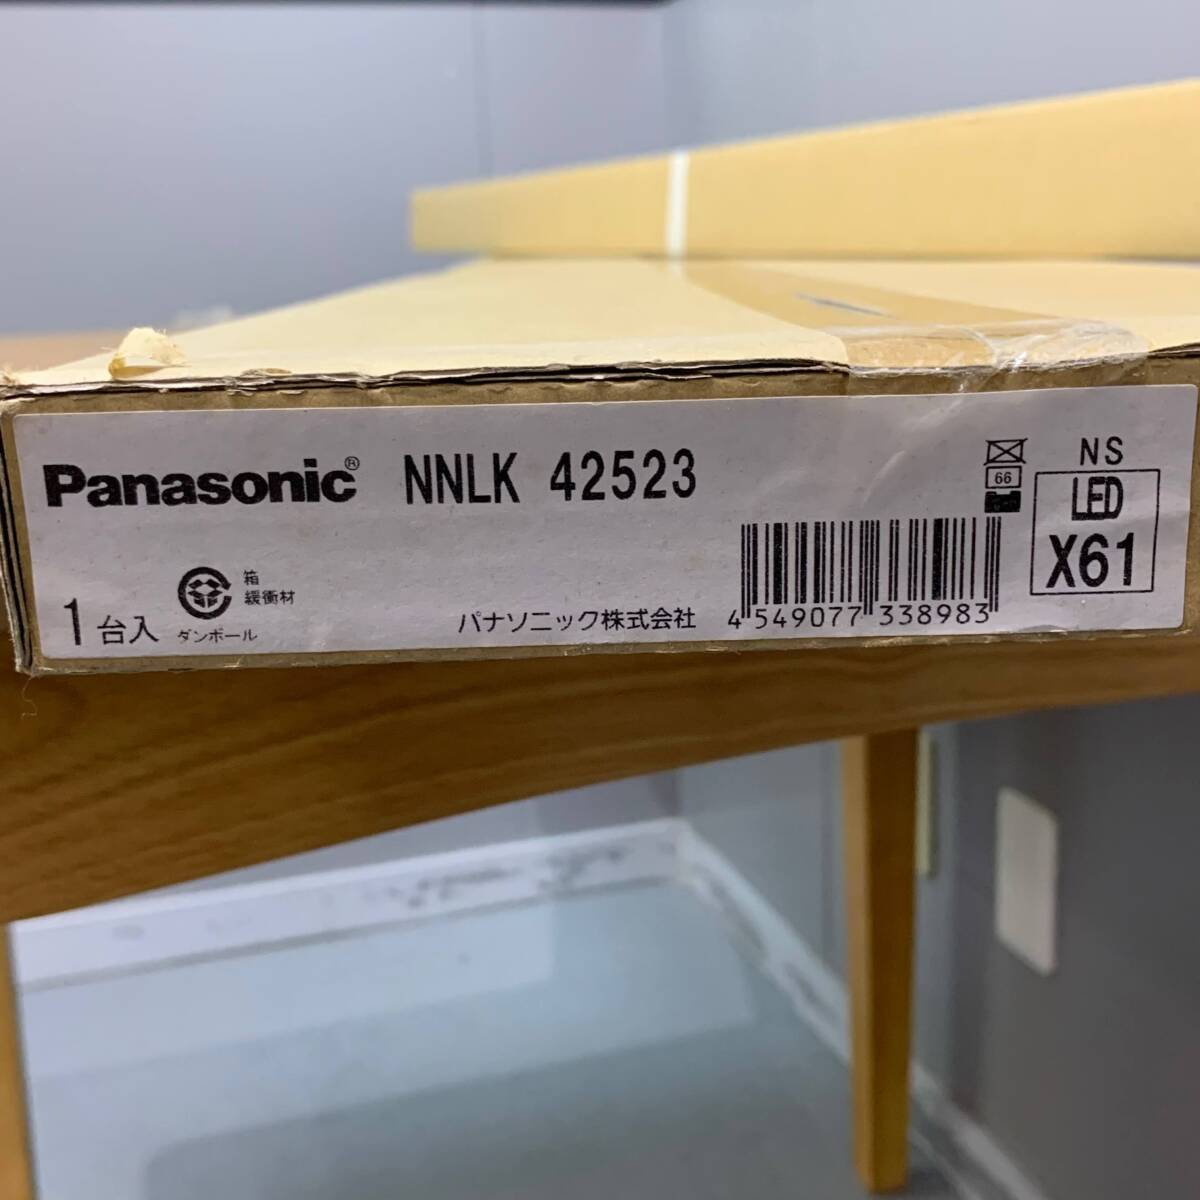 Panasonic® NNLK 42523
66
NS
LED
X61
1台入
箱
緩衝材
ダンボール
パナソニック株式会社
4 549077 338983